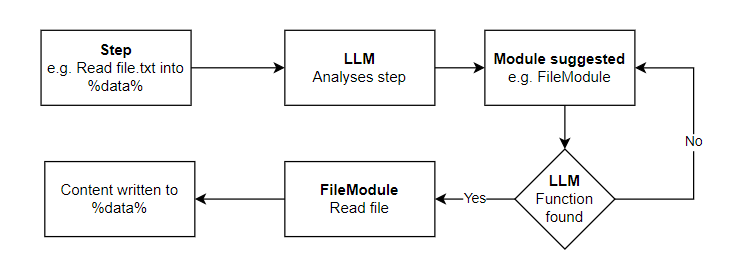 Step
e.g. Read file.txt into
%data%
LLM
Analyses step
Module suggested
e.g. FileModule
No
LLM
Function
found
Yes
FileModule
Read file
Content written to
%data%